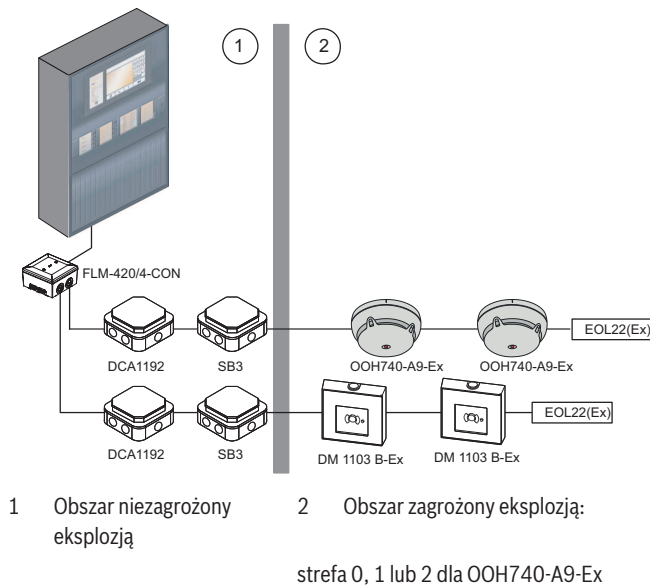 1 2
FLM-420/4-CON
EOL22(Ex)
DCA1192 SB3 OOH740-A9-Ex OOH740-A9-Ex
EOL22(Ex)
DCA1192 SB3 DM 1103 B-Ex DM 1103 B-Ex
1 Obszar niezagrożony
eksplozją
2 Obszar zagrożony eksplozją:
strefa 0, 1 lub 2 dla OOH740-A9-Ex